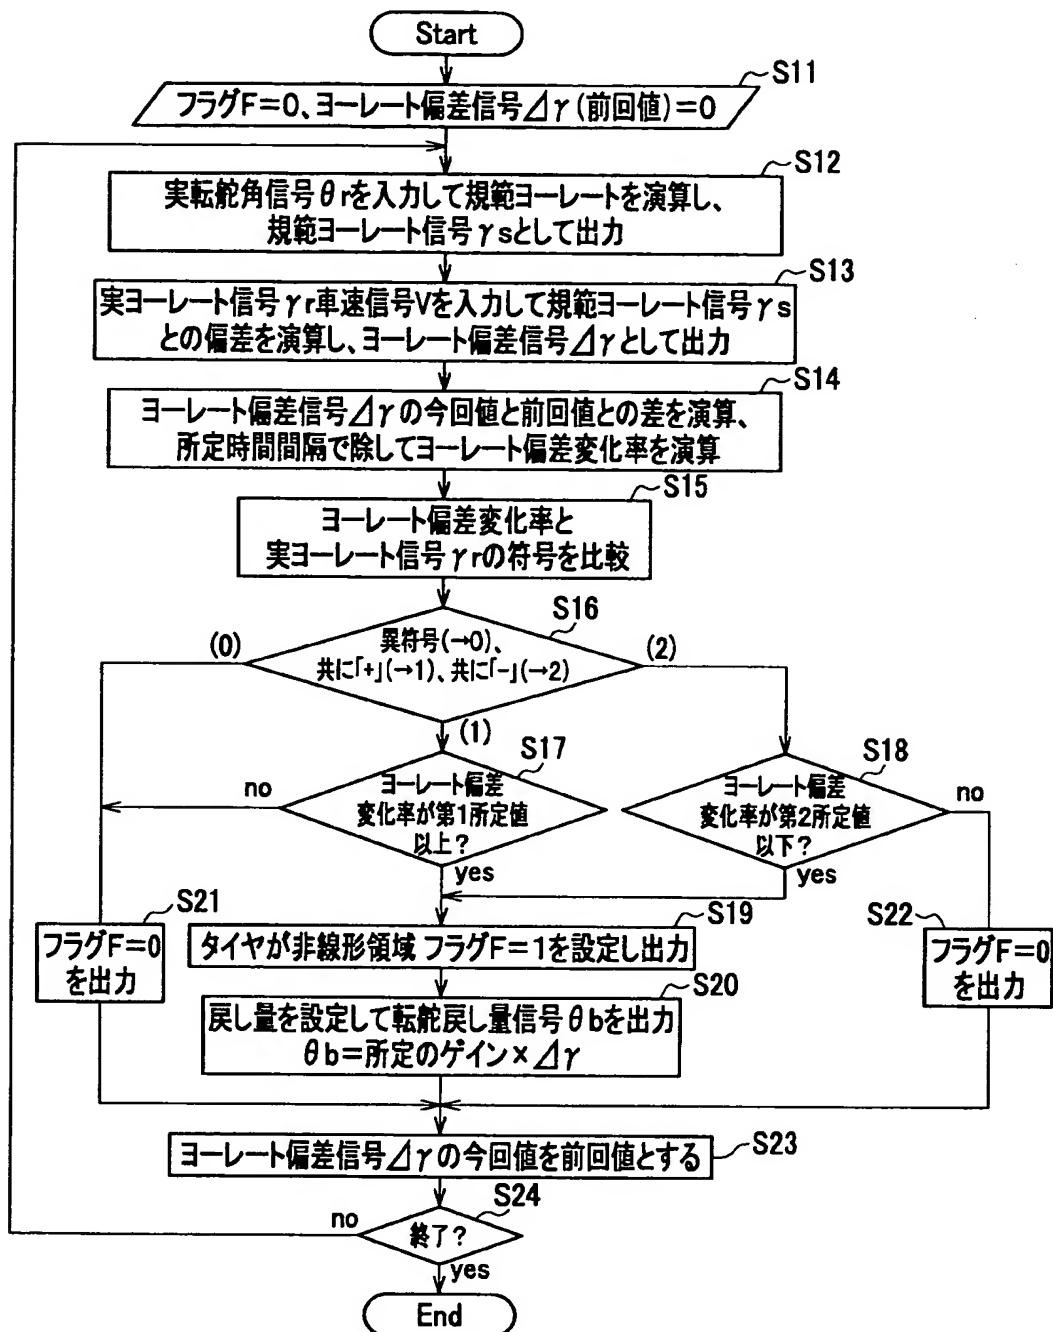 Start
S11
フラグF=0、ヨーレート偏差信号⊿γ(前回値)=0
S12
実転舵角信号θrを入力して規範ヨーレートを演算し、
規範ヨーレート信号γsとして出力
S13
実ヨーレート信号γr車速信号Vを入力して規範ヨーレート信号γs
との偏差を演算し、ヨーレート偏差信号⊿γとして出力
S14
ヨーレート偏差信号⊿γの今回値と前回値との差を演算、
所定時間間隔で除してヨーレート偏差変化率を演算
S15
ヨーレート偏差変化率と
実ヨーレート信号γrの符号を比較
S16
(0)
異符号(→0)、
共に「+」(→1)、共に「-」(→2)
(2)
(1)
S17
no
ヨーレート偏差
変化率が第1所定値
以上?
yes
S18
ヨーレート偏差
変化率が第2所定値
以下?
no
yes
S21
フラグF=0
を出力
S19
タイヤが非線形領域 フラグF=1を設定し出力
S22
フラグF=0
を出力
S20
戻し量を設定して転舵戻し量信号θbを出力
θb=所定のゲイン×⊿γ
S23
ヨーレート偏差信号⊿γの今回値を前回値とする
S24
no
終了?
yes
End